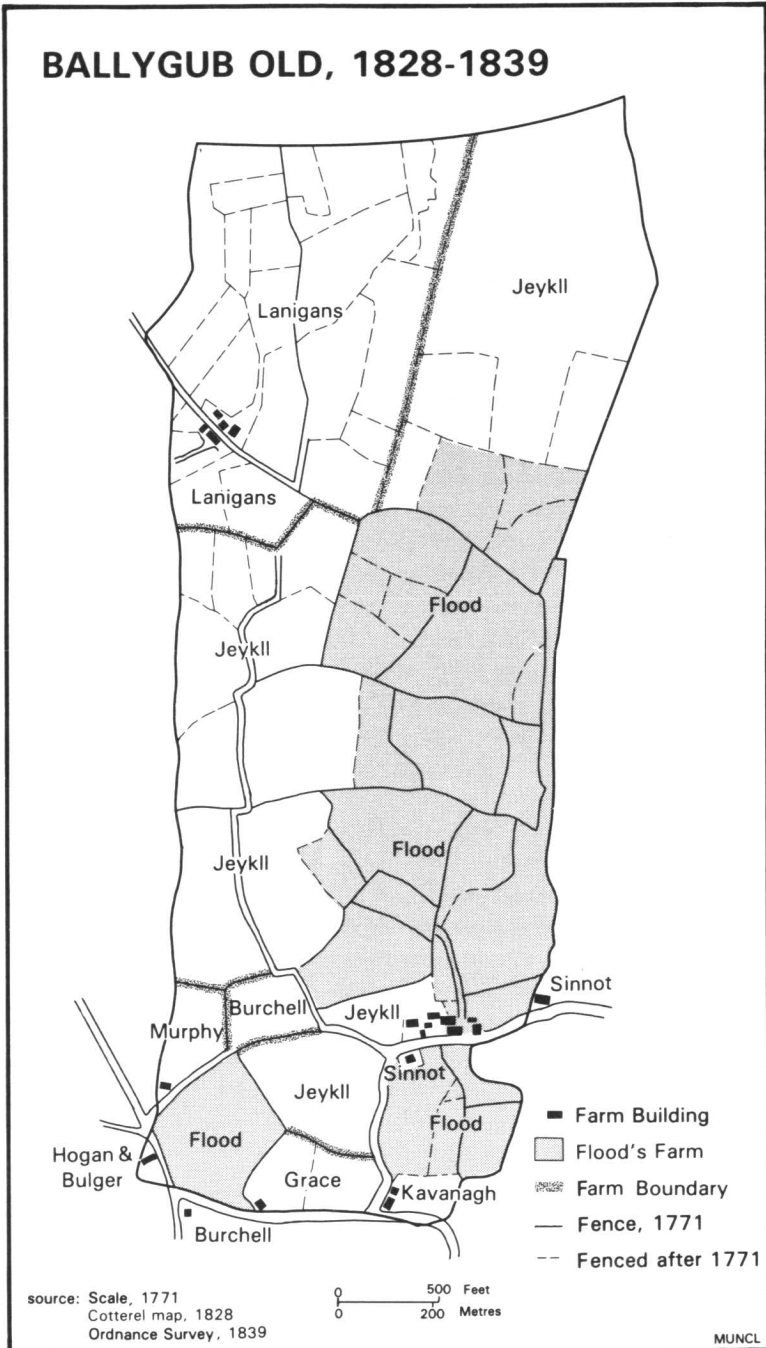 BALLYGUB OLD, 1828-1839
Jeykll
Lanigans
Lanigans
Flood
Jeykll
Flood
Jeykll
Sinnot
Burchell
Jeykll
Murphy
Sinnot
Jeykll
Flood
Flood
Hogan &
Bulger
Grace
Kavanagh
Burchell
Farm Building
Flood's Farm
Farm Boundary
Fence, 1771
Fenced after 1771
source: Scale, 1771
Cotterel map, 1828
Ordnance Survey, 1839
0 500 Feet
0 200 Metres
MUNCL